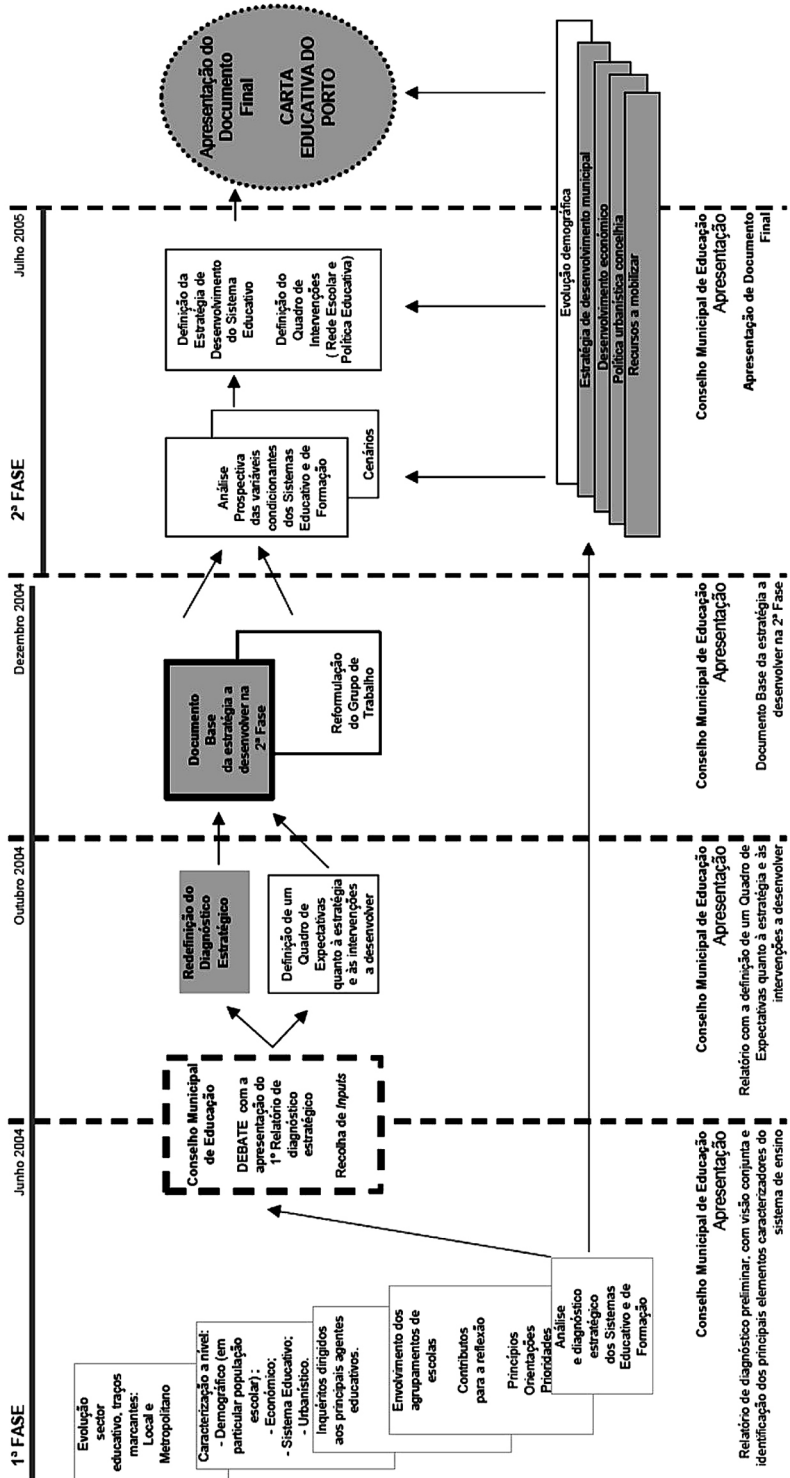 1ª FASE
Junho 2004
Outubro 2004
Dezembro 2004
2ª FASE
Julho 2005
Evolução
sector
educativo, traços
marcantes:
Local e
Metropolitano
Caracterização a nível:
- Demográfico (em
particular população
escolar) ;
- Económico;
- Sistema Educativo;
- Urbanístico.
Inquéritos dirigidos
aos principais agentes
educativos.
Envolvimento dos
agrupamentos de
escolas
Contributos
para a reflexão
Princípios
Orientações
Prioridades
Análise
e diagnóstico
estratégico
dos Sistemas
Educativo e de
Formação
Conselho Municipal
de Educação
DEBATE com a
apresentação do
1º Relatório de
diagnóstico
estratégico
Recolha de Inputs
Redefinição do
Diagnóstico
Estratégico
Definição de um
Quadro de
Expectativas
quanto à estratégia
e às intervenções
a desenvolver
Documento
Base
da estratégia a
desenvolver na
2ª Fase
Reformulação
do Grupo de
Trabalho
Análise
Prospectiva
das variáveis
condicionantes
dos Sistemas
Educativo e de
Formação
Cenários
Definição da
Estratégia de
Desenvolvimento
do Sistema
Educativo
Definição do
Quadro de
Intervenções
( Rede Escolar e
Política Educativa)
Apresentação do
Documento
Final
CARTA
EDUCATIVA DO
PORTO
Evolução demográfica
Estratégia de desenvolvimento municipal
Desenvolvimento económico
Política urbanística concelhia
Recursos a mobilizar
Conselho Municipal de Educação
Apresentação
Relatório de diagnóstico preliminar, com visão conjunta e
identificação dos principais elementos caracterizadores do
sistema de ensino
Conselho Municipal de Educação
Apresentação
Relatório com a definição de um Quadro de
Expectativas quanto à estratégia e às
intervenções a desenvolver
Conselho Municipal de Educação
Apresentação
Documento Base da estratégia a
desenvolver na 2ª Fase
Conselho Municipal de Educação
Apresentação
Apresentação de Documento
Final